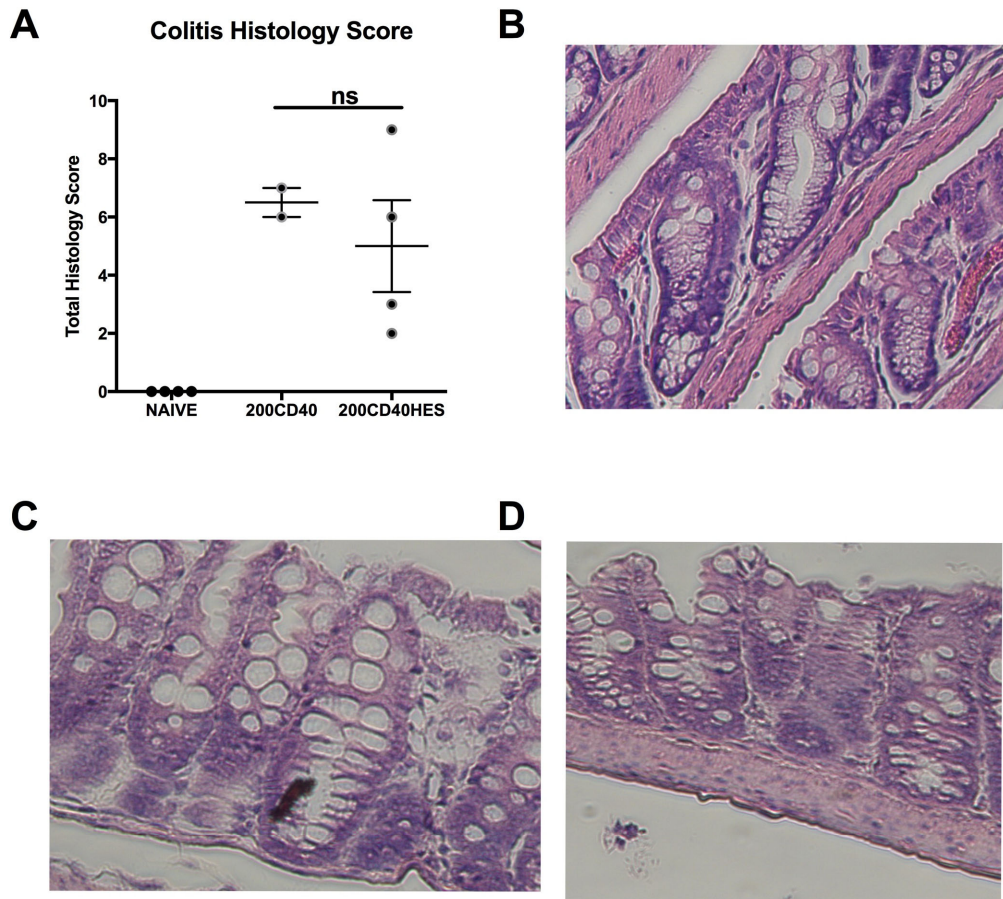 A
Colitis Histology Score
B
ns
10
8
6
4
2
0
Total Histology Score
NAIVE
200CD40
200CD40HES
C
D